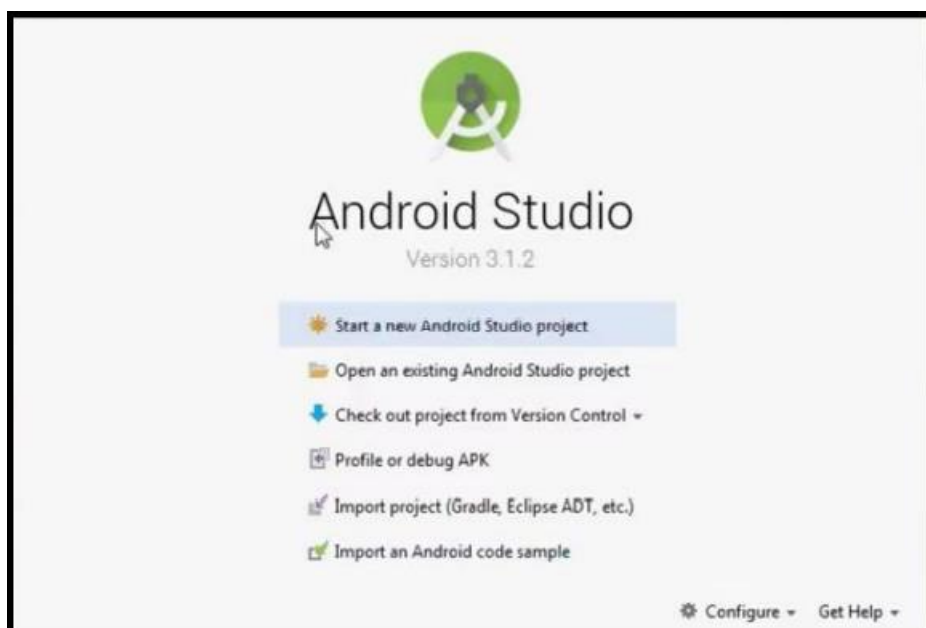 Android Studio
Version 3.1.2
Start a new Android Studio project
Open an existing Android Studio project
Check out project from Version Control
Profile or debug APK
Import project (Gradle, Eclipse ADT, etc.)
Import an Android code sample
Configure Get Help